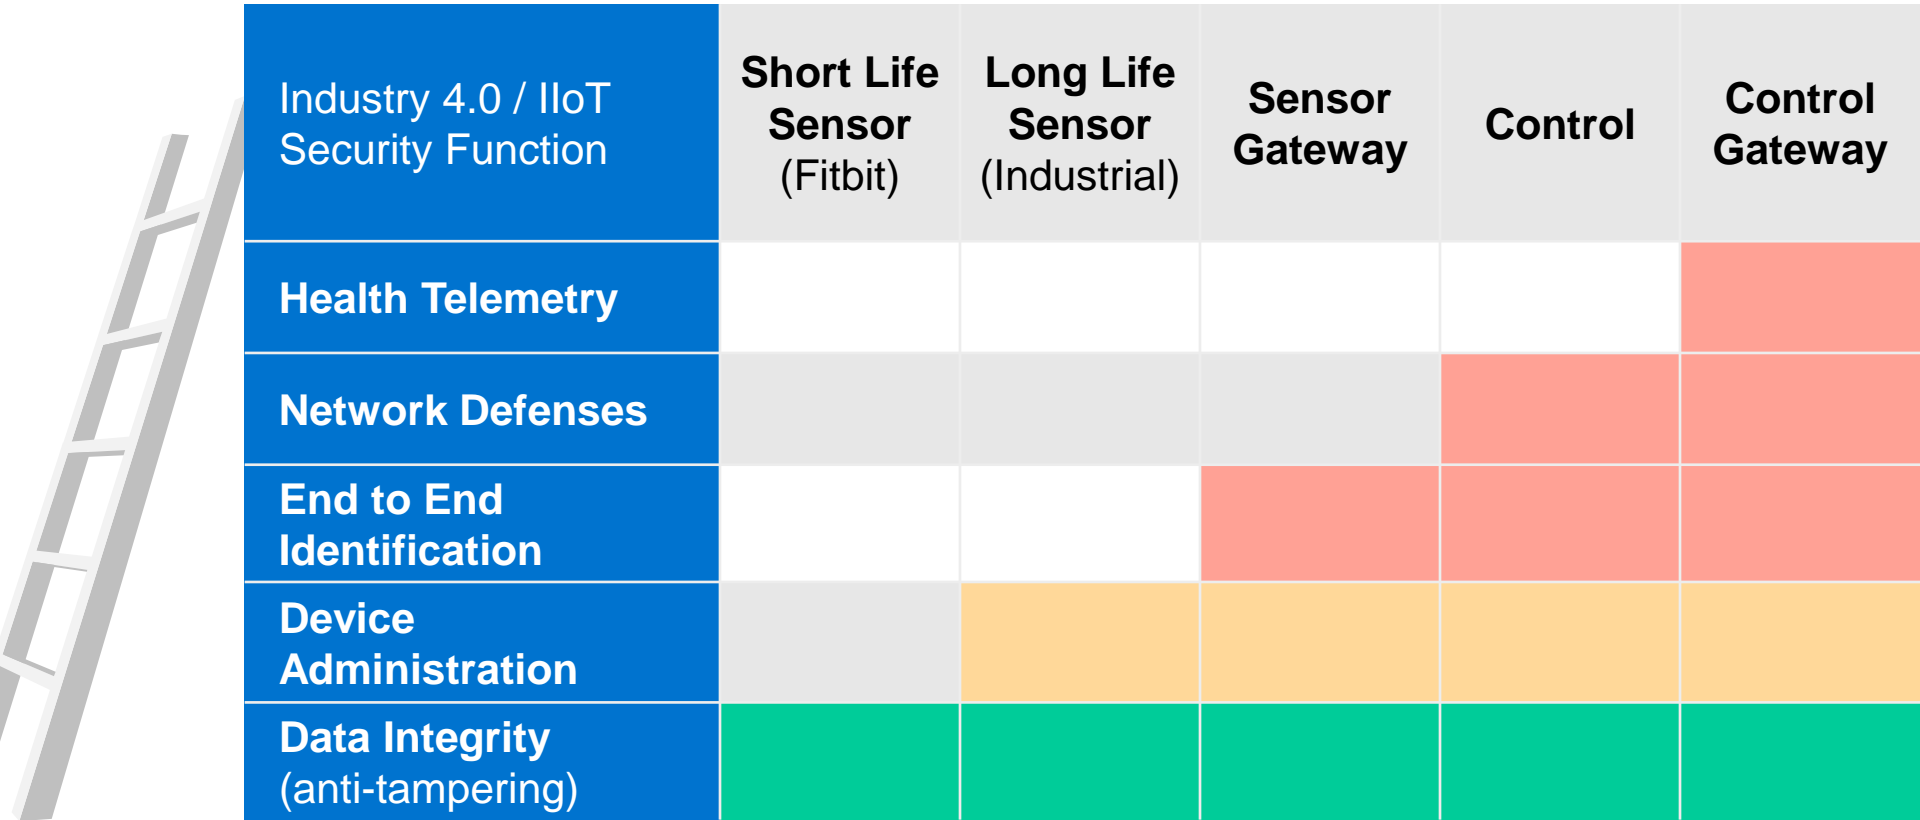 Industry 4.0 / IIoT
Security Function
Short Life
Sensor
(Fitbit)
Long Life
Sensor
(Industrial)
Sensor
Gateway
Control
Control
Gateway
Health Telemetry
Network Defenses
End to End
Identification
Device
Administration
Data Integrity
(anti-tampering)